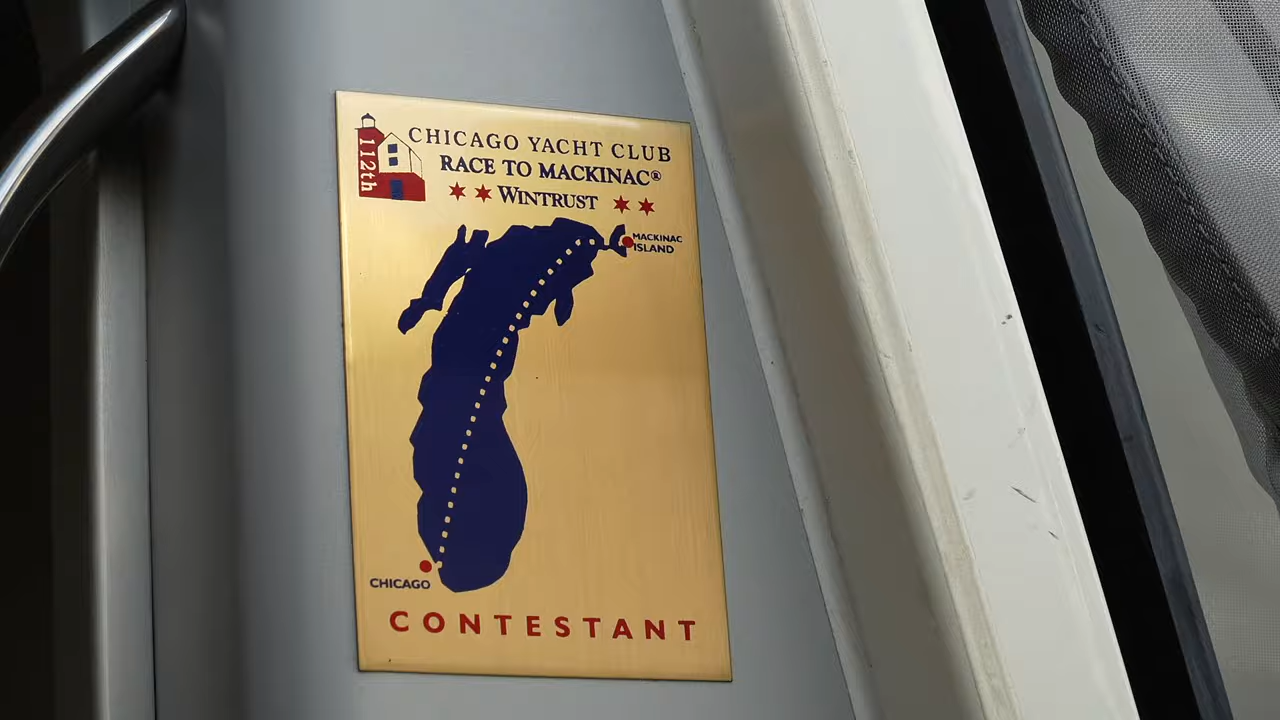 112th
CHICAGO YACHT CLUB
RACE TO MACKINAC®
WINTRUST
MACKINAC
ISLAND
CHICAGO
CONTESTANT